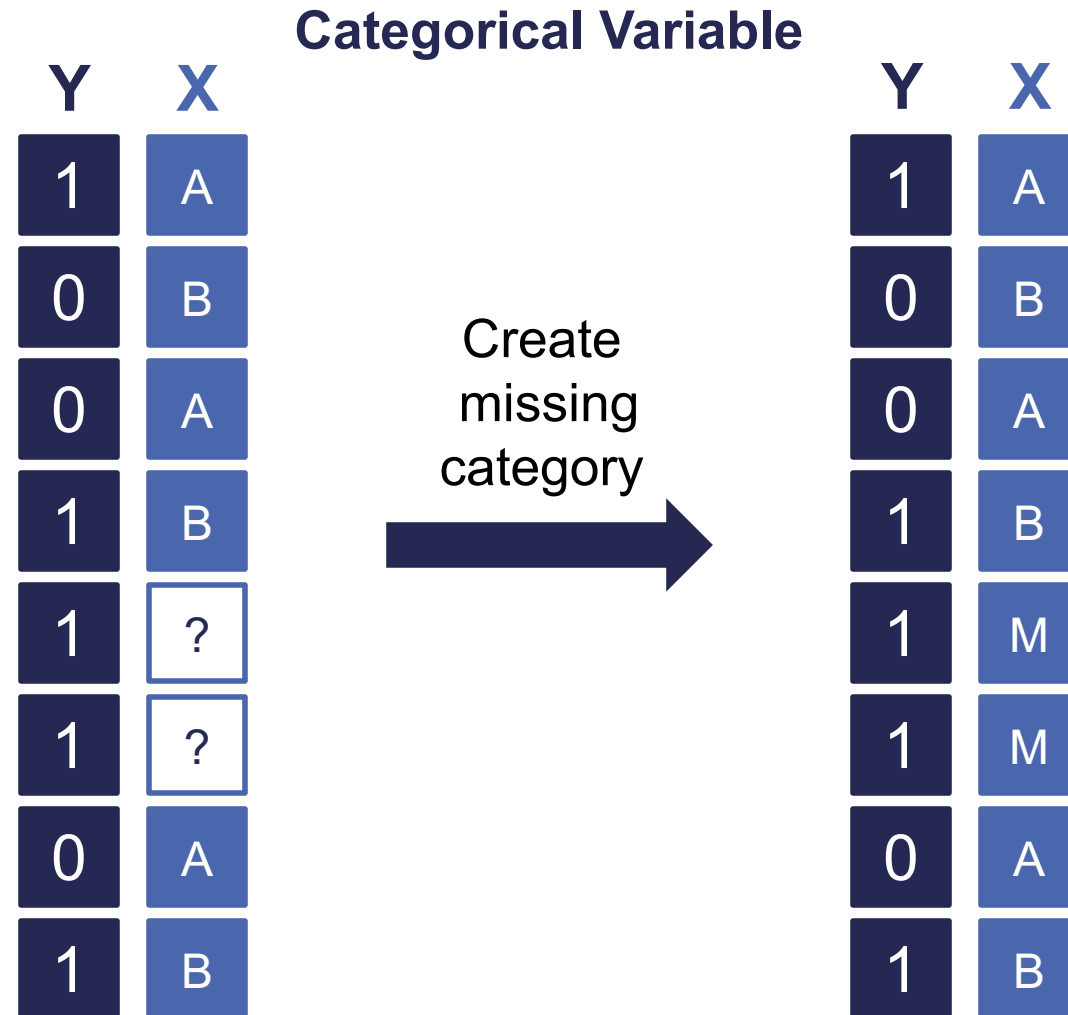 Categorical Variable
Y X Y X
1 A 1 A
0 B 0 B
0 A 0 A
1 B 1 B
Create
missing
category
1 ? 1 M
1 ? 1 M
0 A 0 A
1 B 1 B